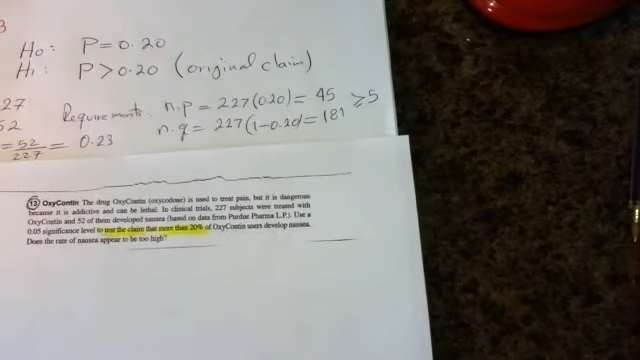 3
Ho: P=0.20
H1: P>0.20 (original claim)
27
52
Requirements: n.p = 227(0.20) = 45 ≥5
n.q = 227(1-0.20) = 181
= 52/227 = 0.23
13) OxyContin The drug OxyContin (oxycodone) is used to treat pain, but it is dangerous
because it is addictive and can be lethal. In clinical trials, 227 subjects were treated with
OxyContin and 52 of them developed nausea (based on data from Purdue Pharma L.P.). Use a
0.05 significance level to test the claim that more than 20% of OxyContin users develop nausea.
Does the rate of nausea appear to be too high?